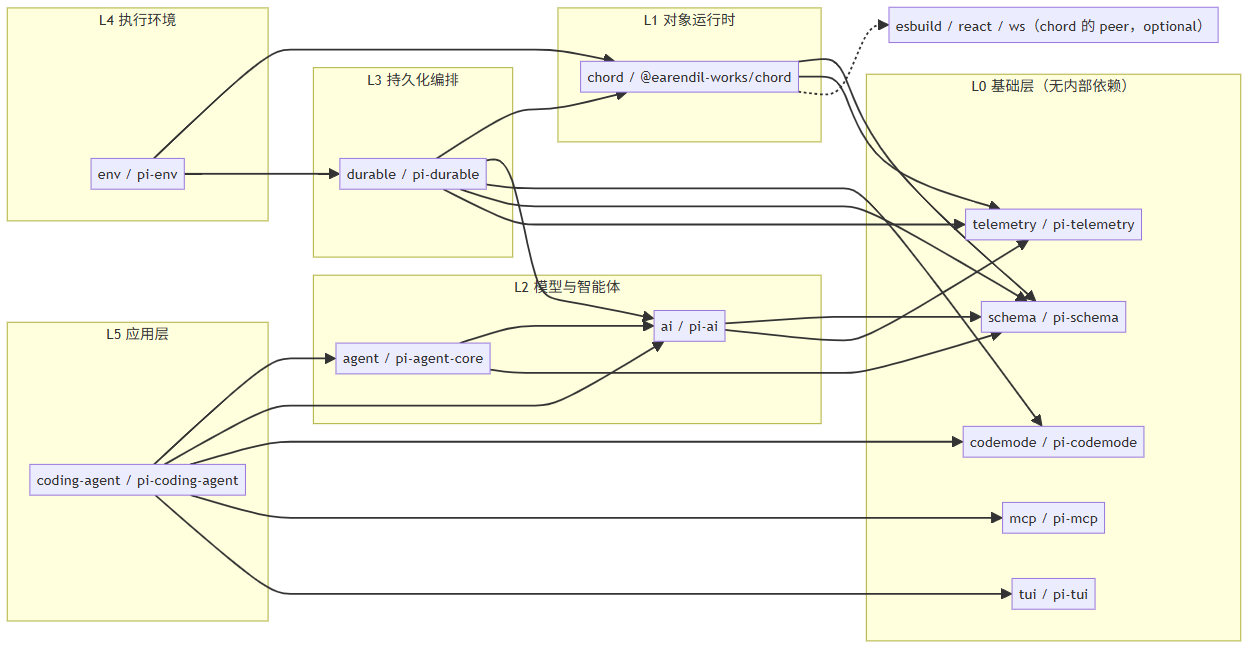 L4 执行环境
env / pi-env
L3 持久化编排
durable / pi-durable
L1 对象运行时
chord / @earendil-works/chord
esbuild / react / ws（chord 的 peer，optional）
L0 基础层（无内部依赖）
telemetry / pi-telemetry
schema / pi-schema
codemode / pi-codemode
mcp / pi-mcp
tui / pi-tui
L2 模型与智能体
ai / pi-ai
agent / pi-agent-core
L5 应用层
coding-agent / pi-coding-agent